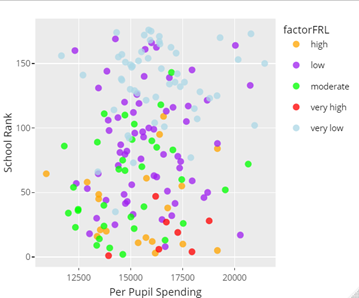 factorFRL
high
low
moderate
very high
very low
150
100
50
0
School Rank
12500 15000 17500 20000
Per Pupil Spending